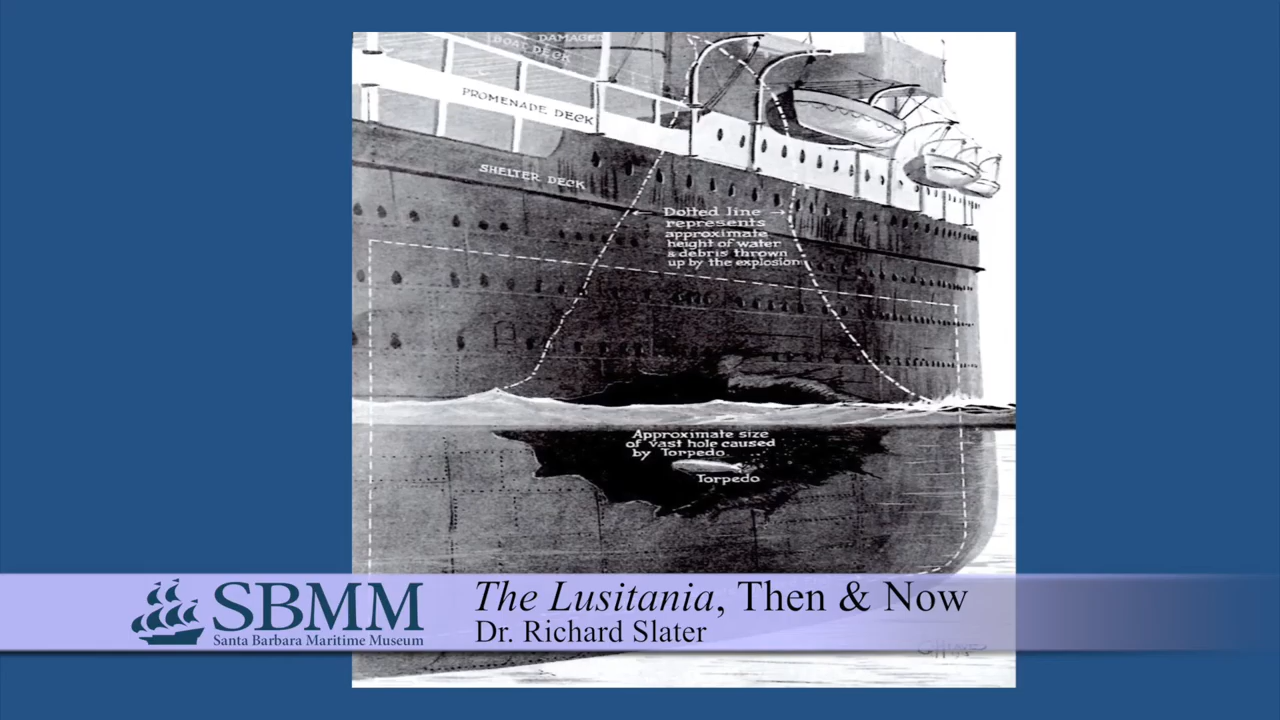 DAMAGED
BOAT DECK
PROMENADE DECK
SHELTER DECK
Dotted line
represents
approximate
height of water
& debris thrown
up by the explosion
Approximate size
of vast hole caused
by Torpedo
Torpedo
SBMM
Santa Barbara Maritime Museum
The Lusitania, Then & Now
Dr. Richard Slater